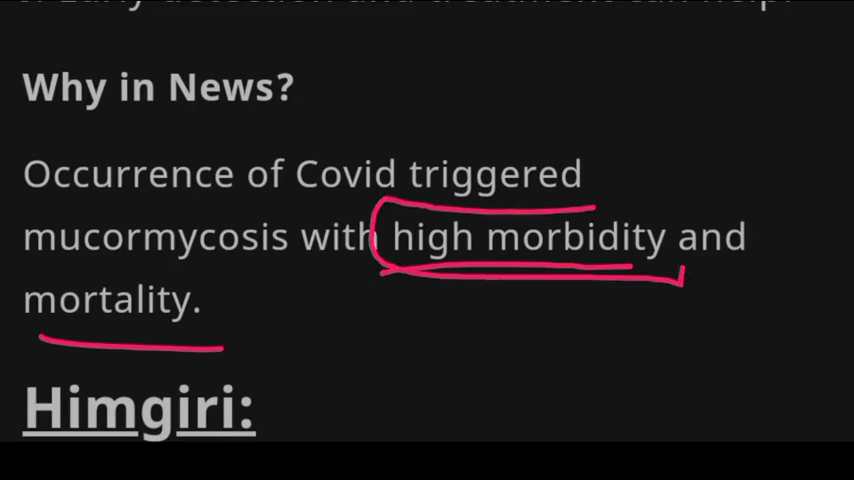 Why in News?
Occurrence of Covid triggered
mucormycosis with high morbidity and
mortality.
Himgiri: